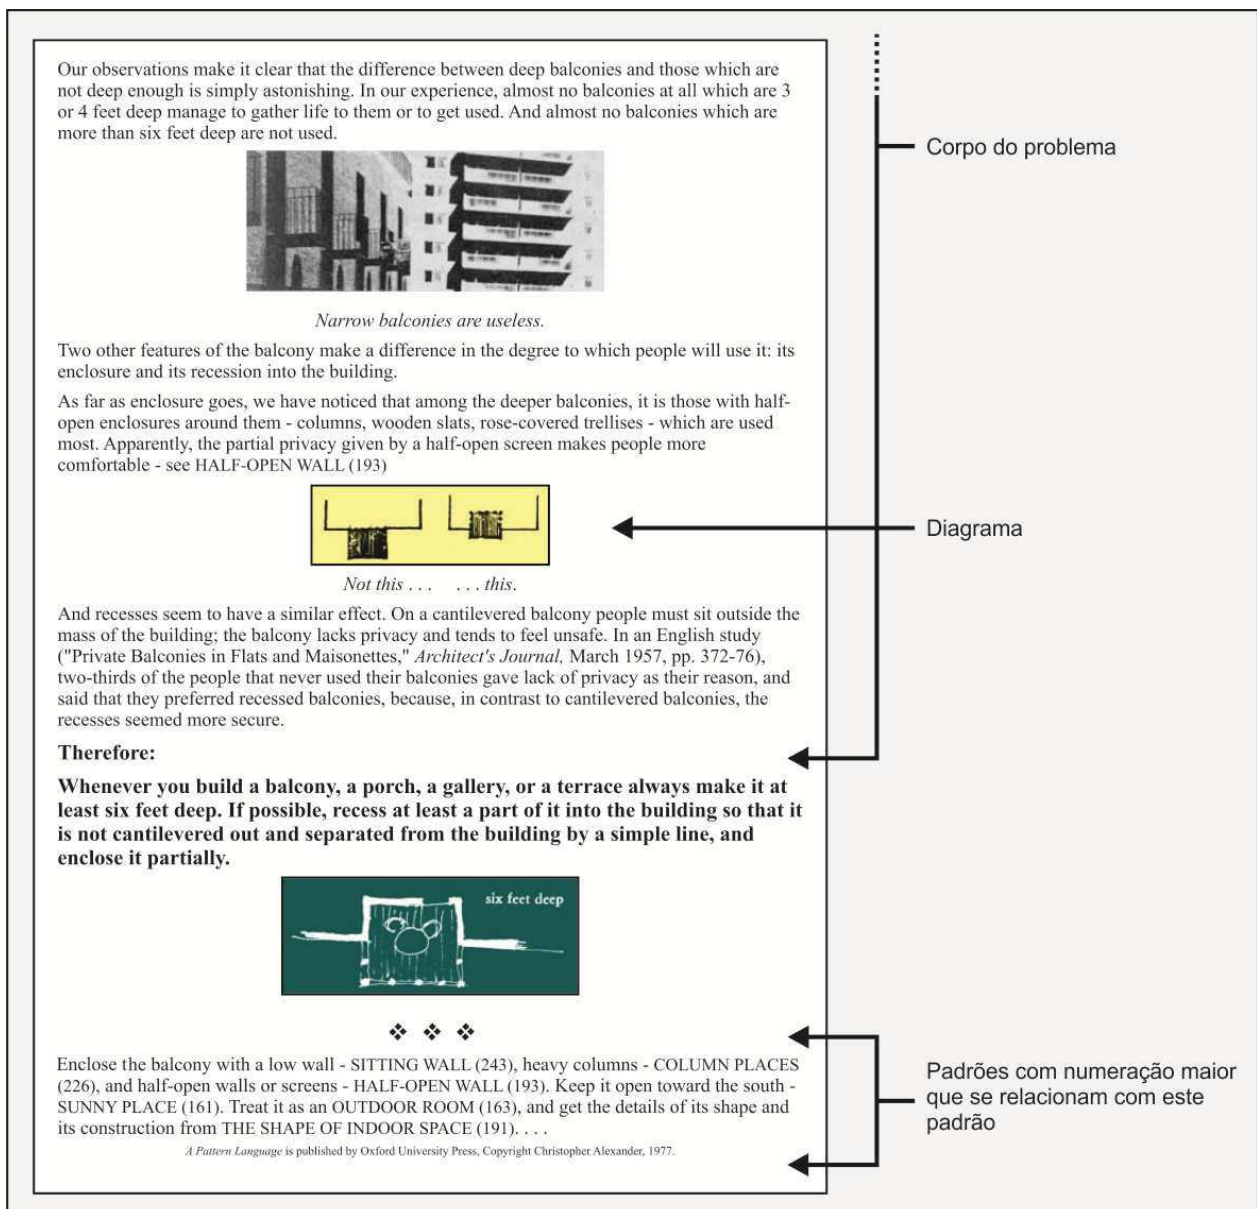 Our observations make it clear that the difference between deep balconies and those which are
not deep enough is simply astonishing. In our experience, almost no balconies at all which are 3
or 4 feet deep manage to gather life to them or to get used. And almost no balconies which are
more than six feet deep are not used.
Corpo do problema
Narrow balconies are useless.
Two other features of the balcony make a difference in the degree to which people will use it: its
enclosure and its recession into the building.
As far as enclosure goes, we have noticed that among the deeper balconies, it is those with half-
open enclosures around them - columns, wooden slats, rose-covered trellises - which are used
most. Apparently, the partial privacy given by a half-open screen makes people more
comfortable - see HALF-OPEN WALL (193)
Diagrama
Not this . . . . . . this.
And recesses seem to have a similar effect. On a cantilevered balcony people must sit outside the
mass of the building; the balcony lacks privacy and tends to feel unsafe. In an English study
("Private Balconies in Flats and Maisonettes," Architect's Journal, March 1957, pp. 372-76),
two-thirds of the people that never used their balconies gave lack of privacy as their reason, and
said that they preferred recessed balconies, because, in contrast to cantilevered balconies, the
recesses seemed more secure.
Therefore:
Whenever you build a balcony, a porch, a gallery, or a terrace always make it at
least six feet deep. If possible, recess at least a part of it into the building so that it
is not cantilevered out and separated from the building by a simple line, and
enclose it partially.
six feet deep
Enclose the balcony with a low wall - SITTING WALL (243), heavy columns - COLUMN PLACES
(226), and half-open walls or screens - HALF-OPEN WALL (193). Keep it open toward the south -
SUNNY PLACE (161). Treat it as an OUTDOOR ROOM (163), and get the details of its shape and
its construction from THE SHAPE OF INDOOR SPACE (191). . . .
A Pattern Language is published by Oxford University Press, Copyright Christopher Alexander, 1977.
Padrões com numeração maior
que se relacionam com este
padrão